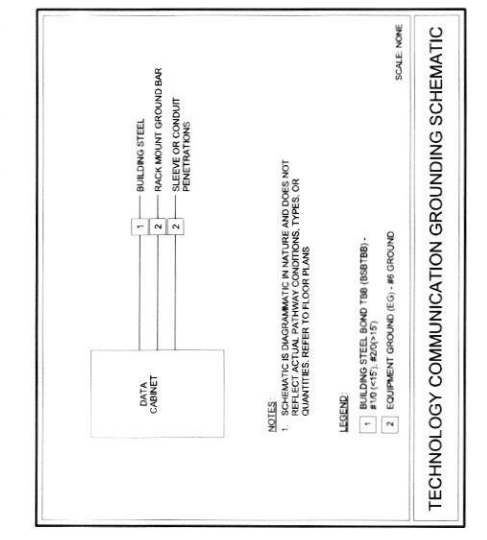 DATA
CABINET
1 BUILDING STEEL
2 RACK MOUNT GROUND BAR
2 SLEEVE OR CONDUIT
PENETRATIONS
NOTES:
1. SCHEMATIC IS DIAGRAMMATIC IN NATURE AND DOES NOT
REFLECT ACTUAL PATHWAY CONDITIONS, TYPES, OR
QUANTITIES. REFER TO FLOOR PLANS
LEGEND:
1 BUILDING STEEL BOND TBB (BSBTBB) -
#1/0 (<15'), #2/0(>15')
2 EQUIPMENT GROUND (EG) - #6 GROUND
SCALE: NONE
TECHNOLOGY COMMUNICATION GROUNDING SCHEMATIC